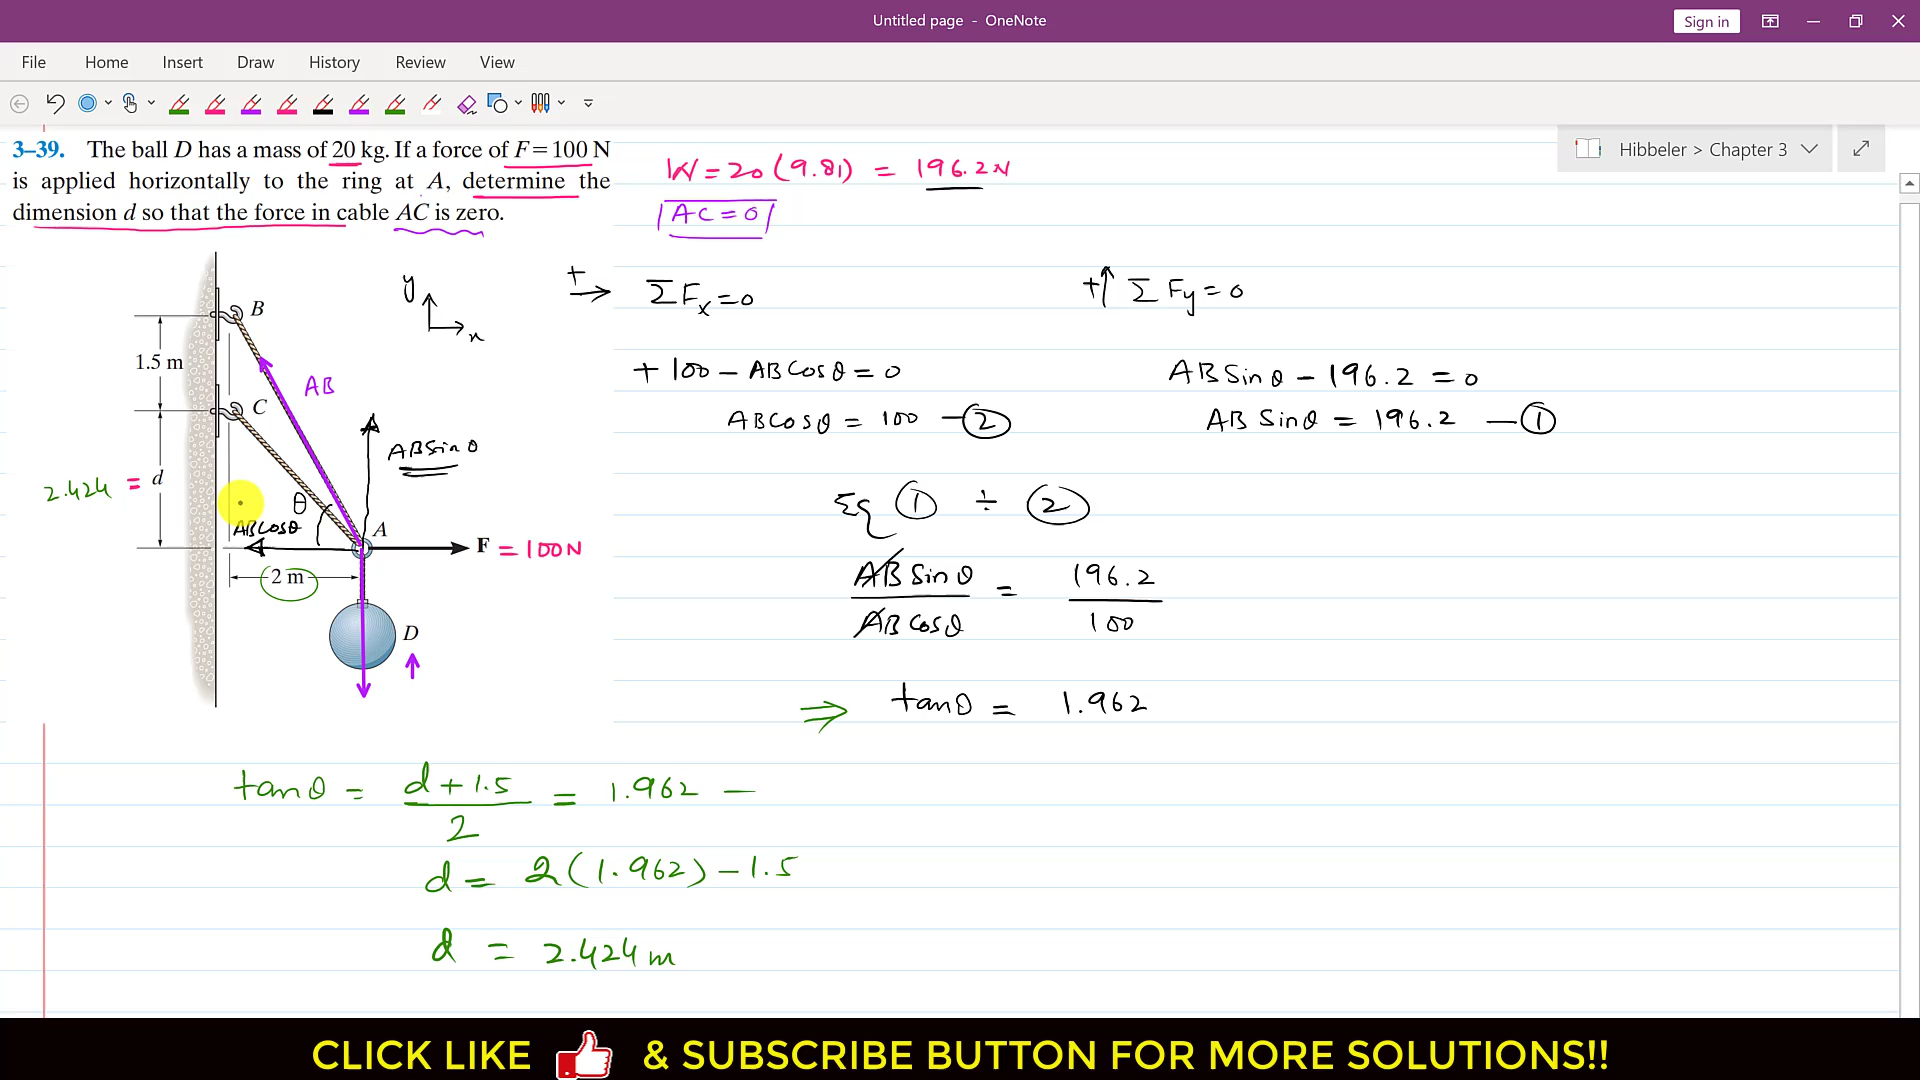 Untitled page - OneNote
Sign in
File Home Insert Draw History Review View
Hibbeler > Chapter 3
3–39. The ball D has a mass of 20 kg. If a force of F = 100 N
is applied horizontally to the ring at A, determine the
dimension d so that the force in cable AC is zero.
W = 20 (9.81) = 196.2 N
AC = 0
B
1.5 m
C
AB
y
x
2.424 = d
θ
AB sin θ
AB cos θ
A
F = 100 N
2 m
D
+ Σ Fx = 0
+ 100 - AB Cos θ = 0
AB Cos θ = 100 — 2
+ Σ Fy = 0
AB Sin θ - 196.2 = 0
AB Sin θ = 196.2 — 1
Eq 1 ÷ 2
AB Sin θ = 196.2
AB Cos θ 100
⇒ tan θ = 1.962
tan θ = d + 1.5 = 1.962 —
2
d = 2 (1.962) - 1.5
d = 2.424 m
CLICK LIKE & SUBSCRIBE BUTTON FOR MORE SOLUTIONS!!